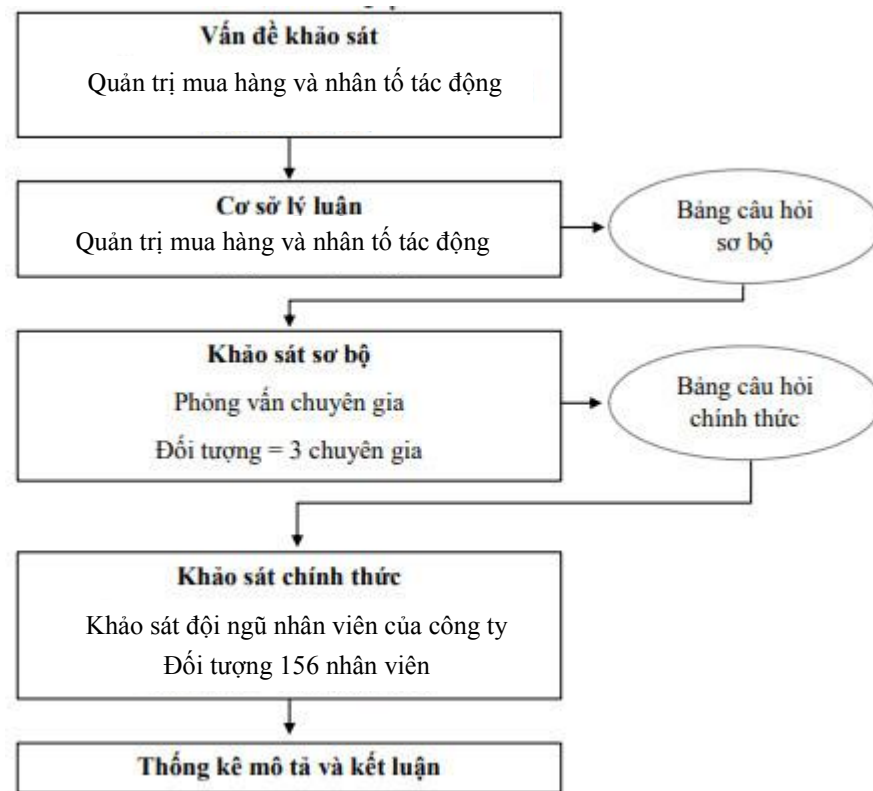 Vấn đề khảo sát
Quản trị mua hàng và nhân tố tác động
Cơ sở lý luận
Quản trị mua hàng và nhân tố tác động
Bảng câu hỏi
sơ bộ
Khảo sát sơ bộ
Phỏng vấn chuyên gia
Đối tượng = 3 chuyên gia
Bảng câu hỏi
chính thức
Khảo sát chính thức
Khảo sát đội ngũ nhân viên của công ty
Đối tượng 156 nhân viên
Thống kê mô tả và kết luận